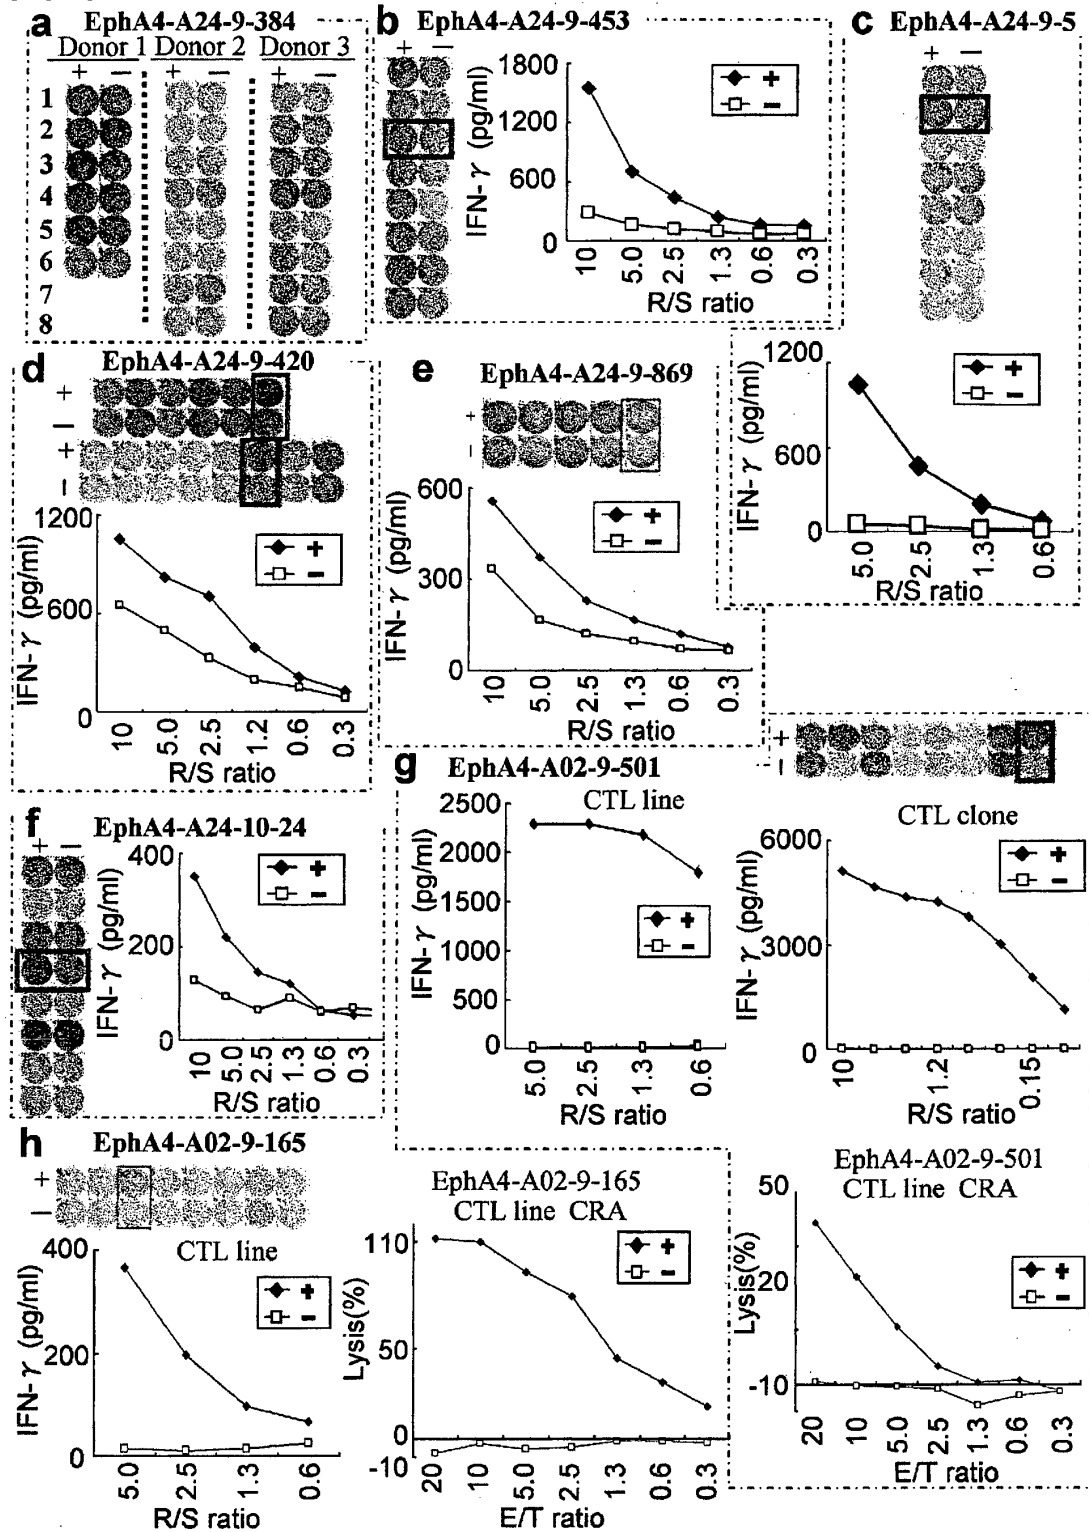 a EphA4-A24-9-384
Donor 1 Donor 2 Donor 3
+ − + − + −
1
2
3
4
5
6
7
8
b EphA4-A24-9-453
+ −
1800
1200
600
0
IFN-γ (pg/ml)
+
−
10 5.0 2.5 1.3 0.6 0.3
R/S ratio
c EphA4-A24-9-5
+ −
1200
600
0
IFN-γ (pg/ml)
+
−
5.0 2.5 1.3 0.6
R/S ratio
d EphA4-A24-9-420
+
−
+
−
1200
600
0
IFN-γ (pg/ml)
+
−
10 5.0 2.5 1.2 0.6 0.3
R/S ratio
e EphA4-A24-9-869
+
−
600
300
0
IFN-γ (pg/ml)
+
−
10 5.0 2.5 1.3 0.6 0.3
R/S ratio
f EphA4-A24-10-24
+ −
400
200
0
IFN-γ (pg/ml)
+
−
10 5.0 2.5 1.3 0.6 0.3
R/S ratio
g EphA4-A02-9-501
CTL line
2500
2000
1500
1000
500
0
IFN-γ (pg/ml)
+
−
5.0 2.5 1.3 0.6
R/S ratio
+
−
CTL clone
6000
3000
0
IFN-γ (pg/ml)
+
−
10 1.2 0.15
R/S ratio
EphA4-A02-9-501
CTL line CRA
50
20
-10
Lysis(%)
+
−
20 10 5.0 2.5 1.3 0.6 0.3
E/T ratio
h EphA4-A02-9-165
+
−
CTL line
400
200
0
IFN-γ (pg/ml)
+
−
5.0 2.5 1.3 0.6
R/S ratio
EphA4-A02-9-165
CTL line CRA
110
50
0
-10
Lysis(%)
+
−
20 10 5.0 2.5 1.3 0.6 0.3
E/T ratio